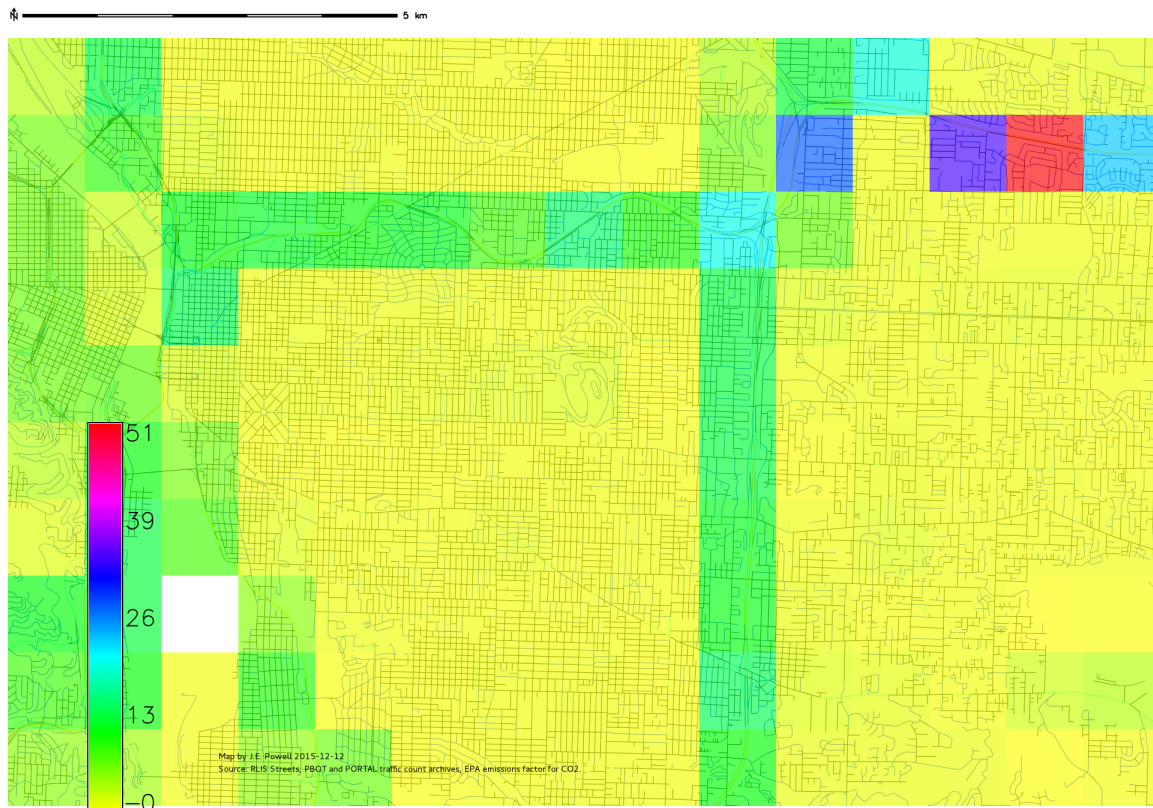 N
5 km
51
39
26
13
-0
Map by J.E. Powell 2015-12-12
Source: RLIS Streets, PBOT and PORTAL traffic count archives, EPA emissions factor for CO2.